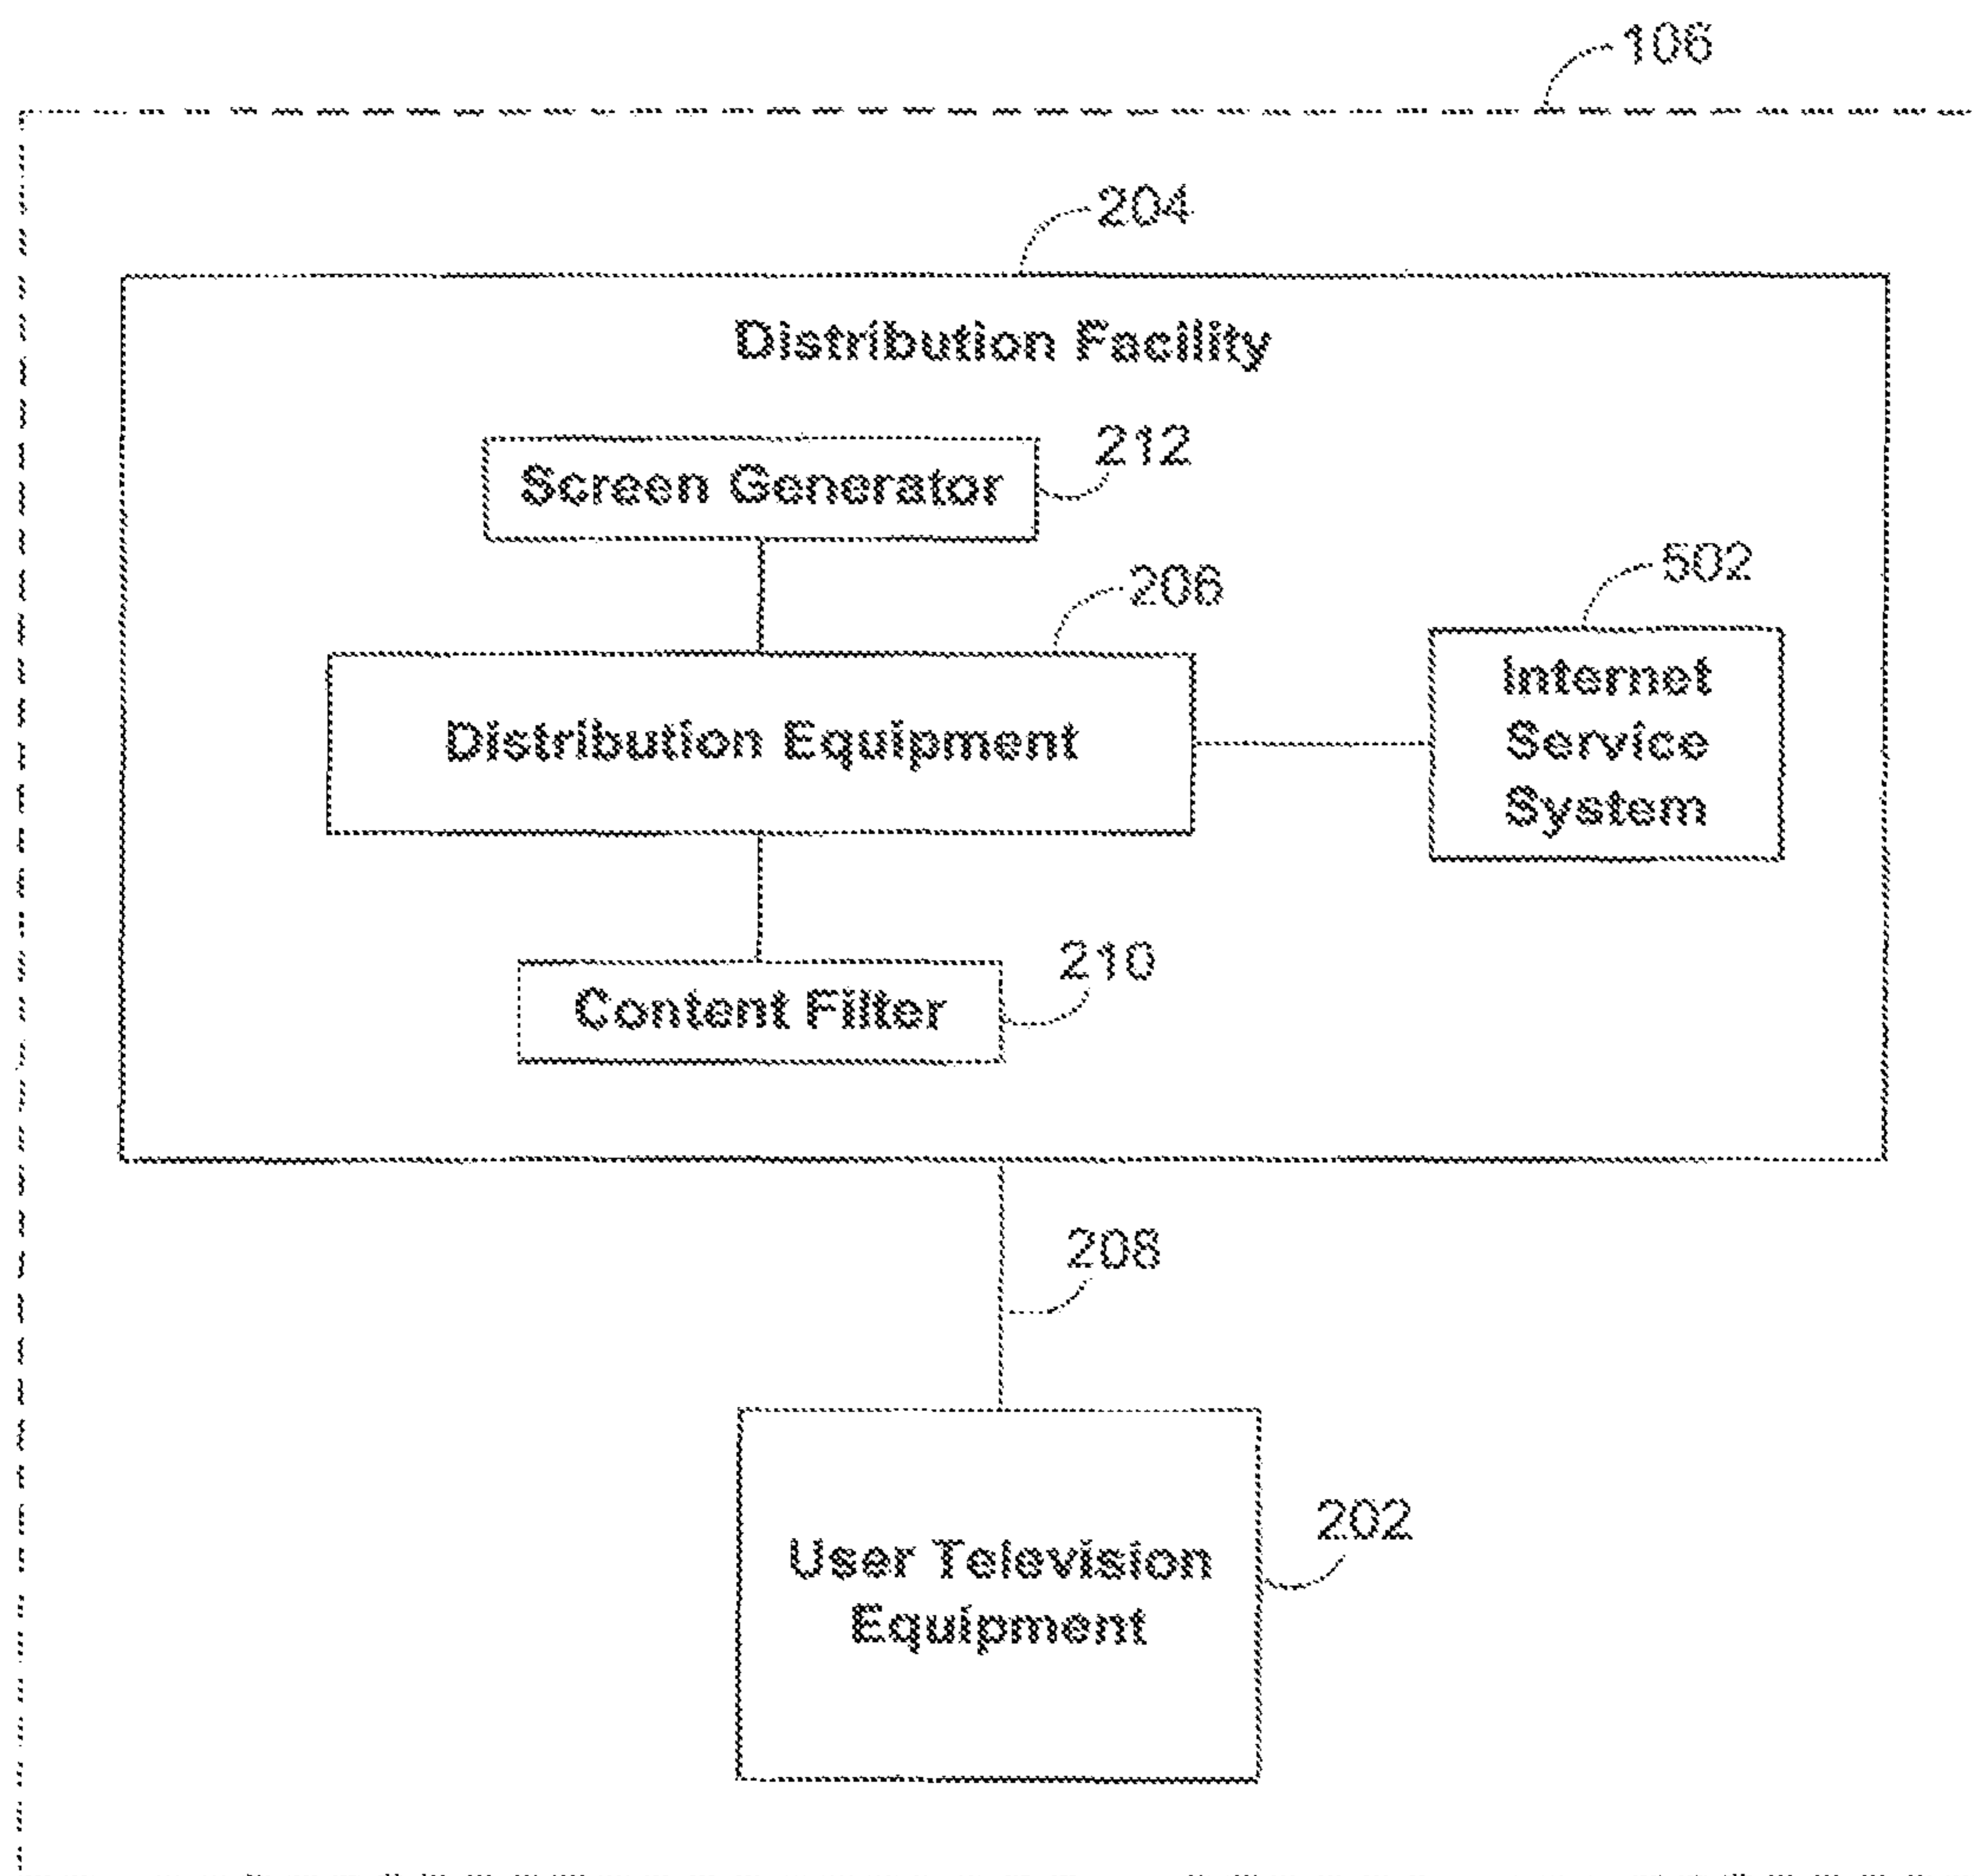 106
204
Distribution Facility
212
Screen Generator
502
206
Internet
Service
System
Distribution Equipment
210
Content Filter
208
202
User Television
Equipment